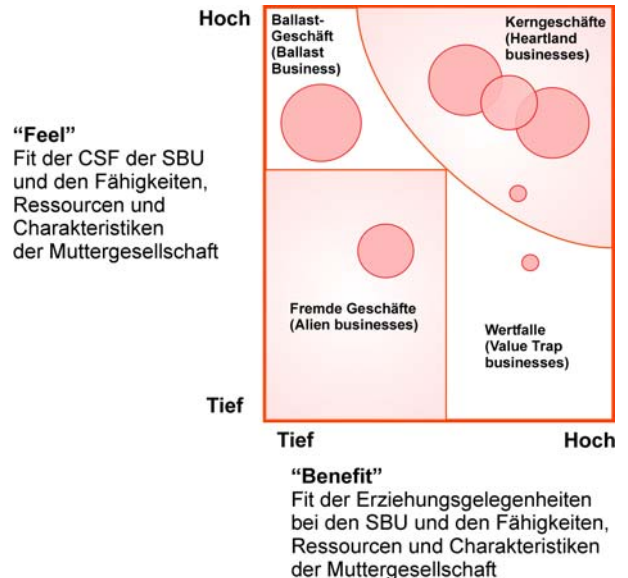 Hoch
Ballast-
Geschäft
(Ballast
Business)
Kerngeschäfte
(Heartland
businesses)
“Feel”
Fit der CSF der SBU
und den Fähigkeiten,
Ressourcen und
Charakteristiken
der Muttergesellschaft
Fremde Geschäfte
(Alien businesses)
Wertfalle
(Value Trap
businesses)
Tief
Tief
Hoch
“Benefit”
Fit der Erziehungsgelegenheiten
bei den SBU und den Fähigkeiten,
Ressourcen und Charakteristiken
der Muttergesellschaft